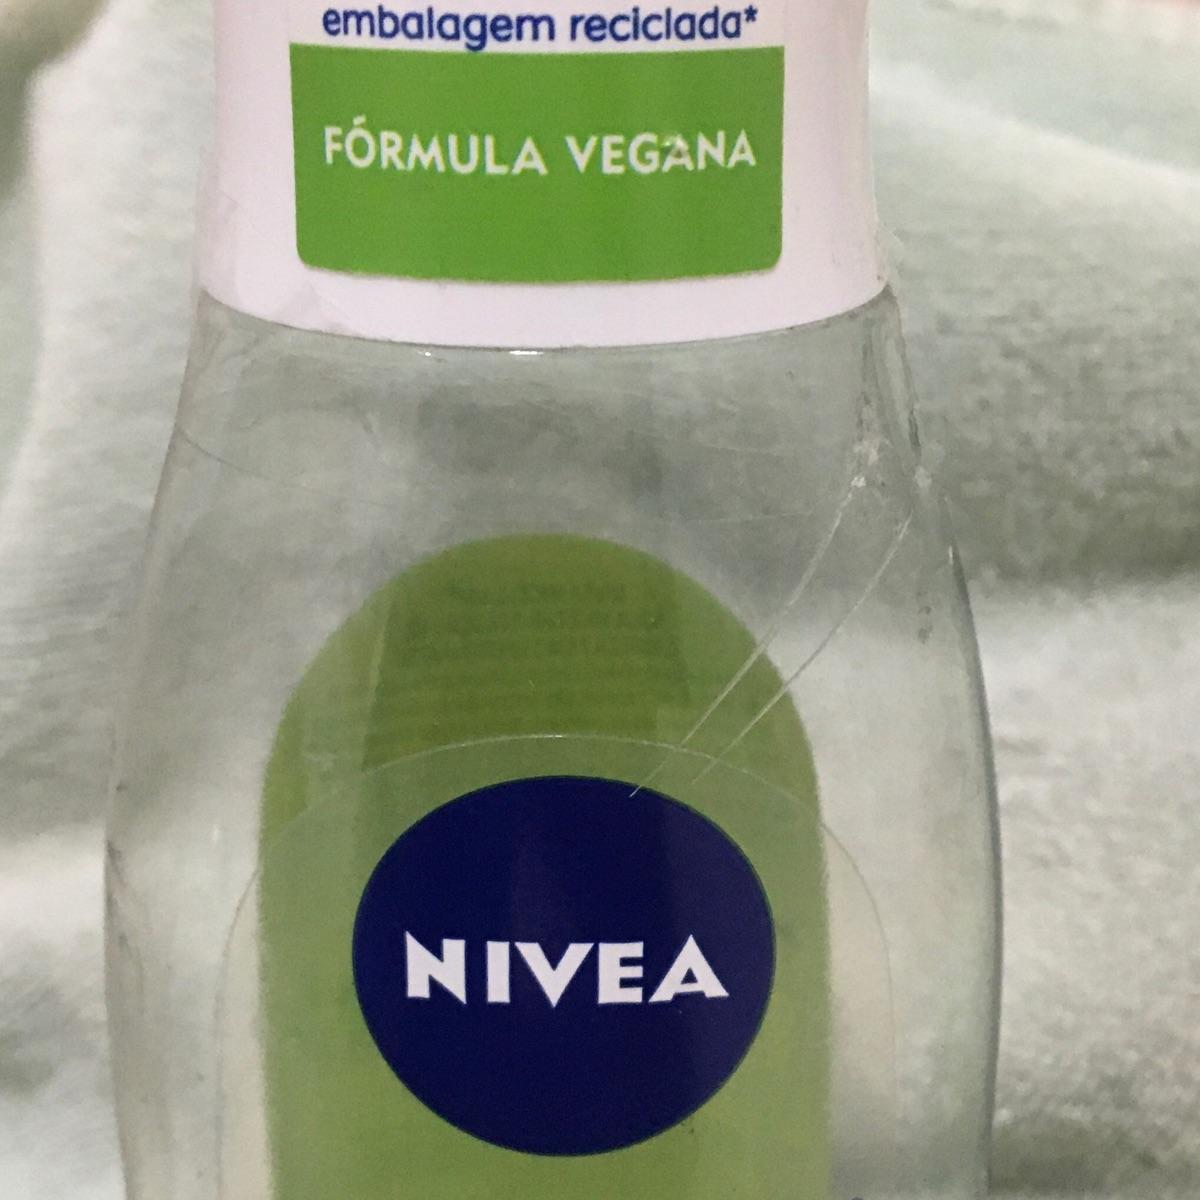 embalagem reciclada*
FÓRMULA VEGANA
NIVEA